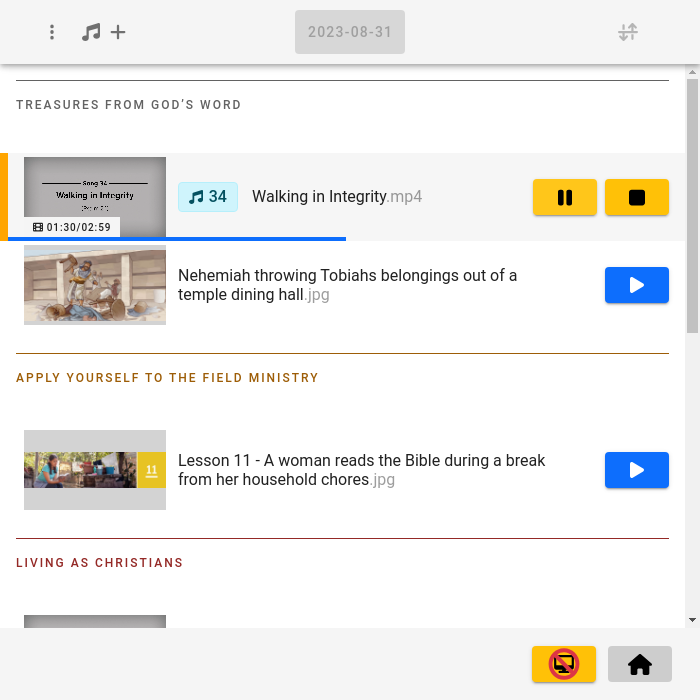 2023-08-31
TREASURES FROM GOD'S WORD
Song 34
Walking in Integrity
01:30/02:59
34
Walking in Integrity.mp4
Nehemiah throwing Tobiahs belongings out of a
temple dining hall.jpg
APPLY YOURSELF TO THE FIELD MINISTRY
11
Lesson 11 - A woman reads the Bible during a break
from her household chores.jpg
LIVING AS CHRISTIANS